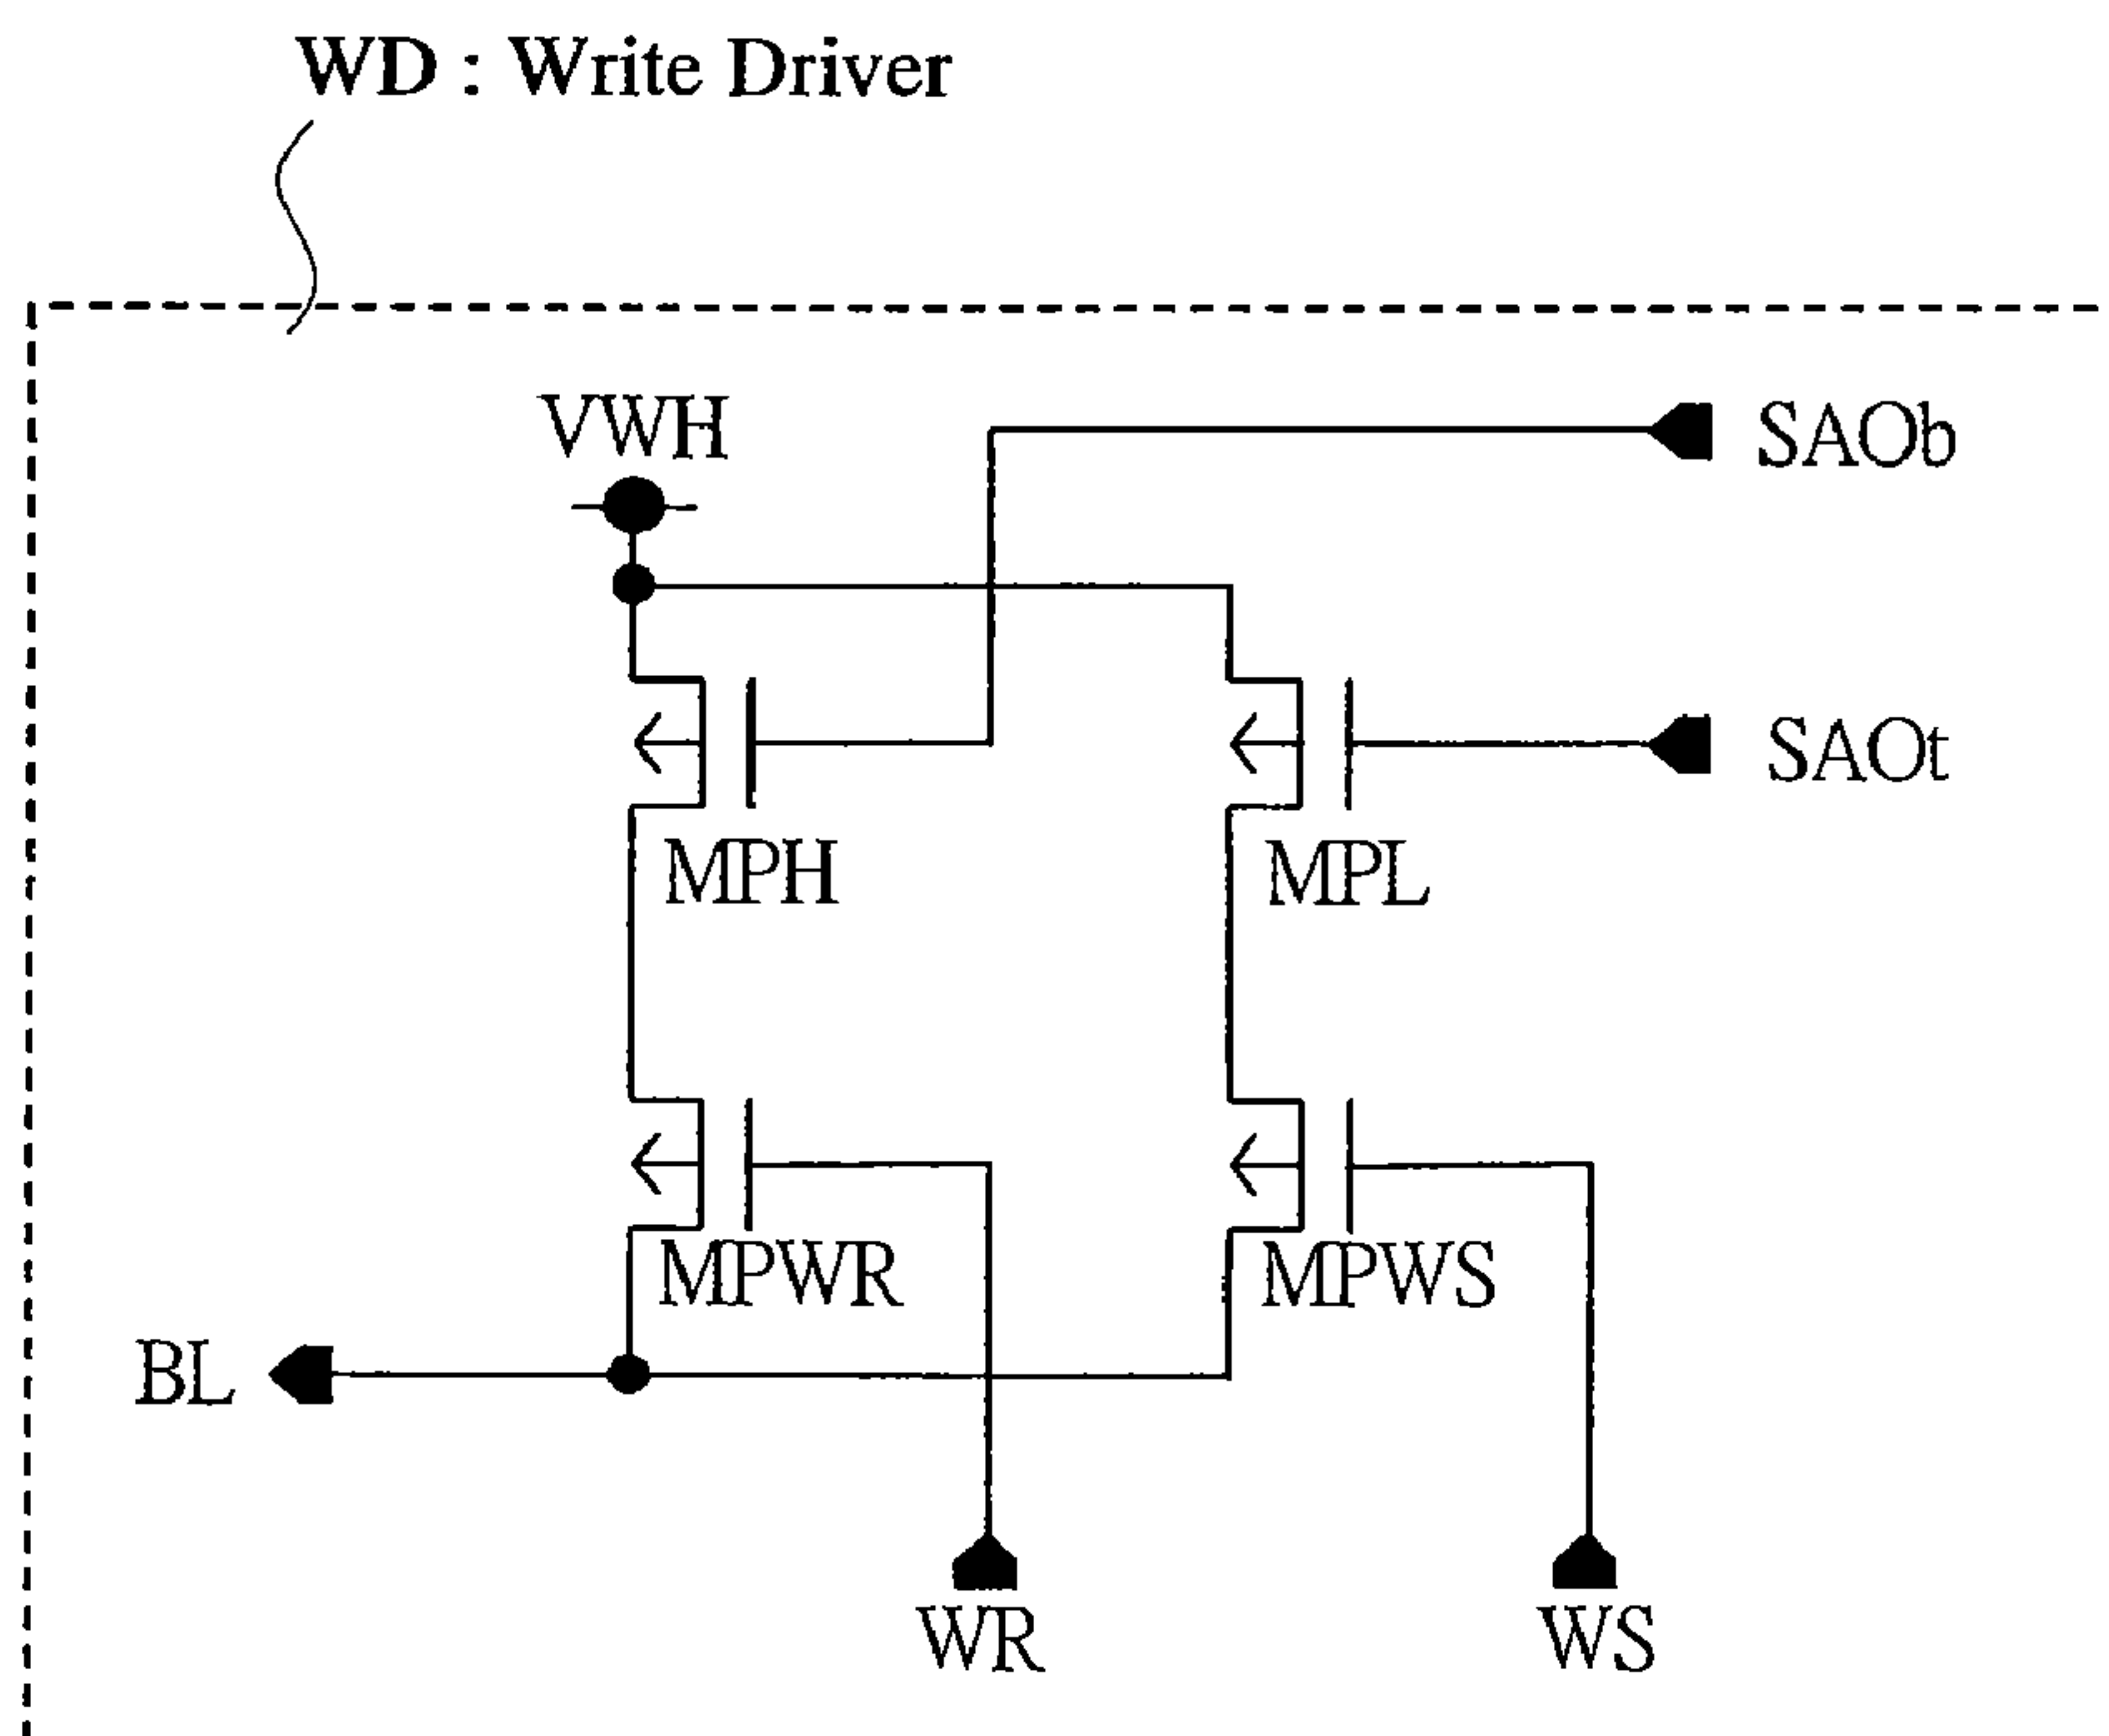 WD : Write Driver
VWH
SAOb
SAOt
MPH
MPL
MPWR
MPWS
BL
WR
WS